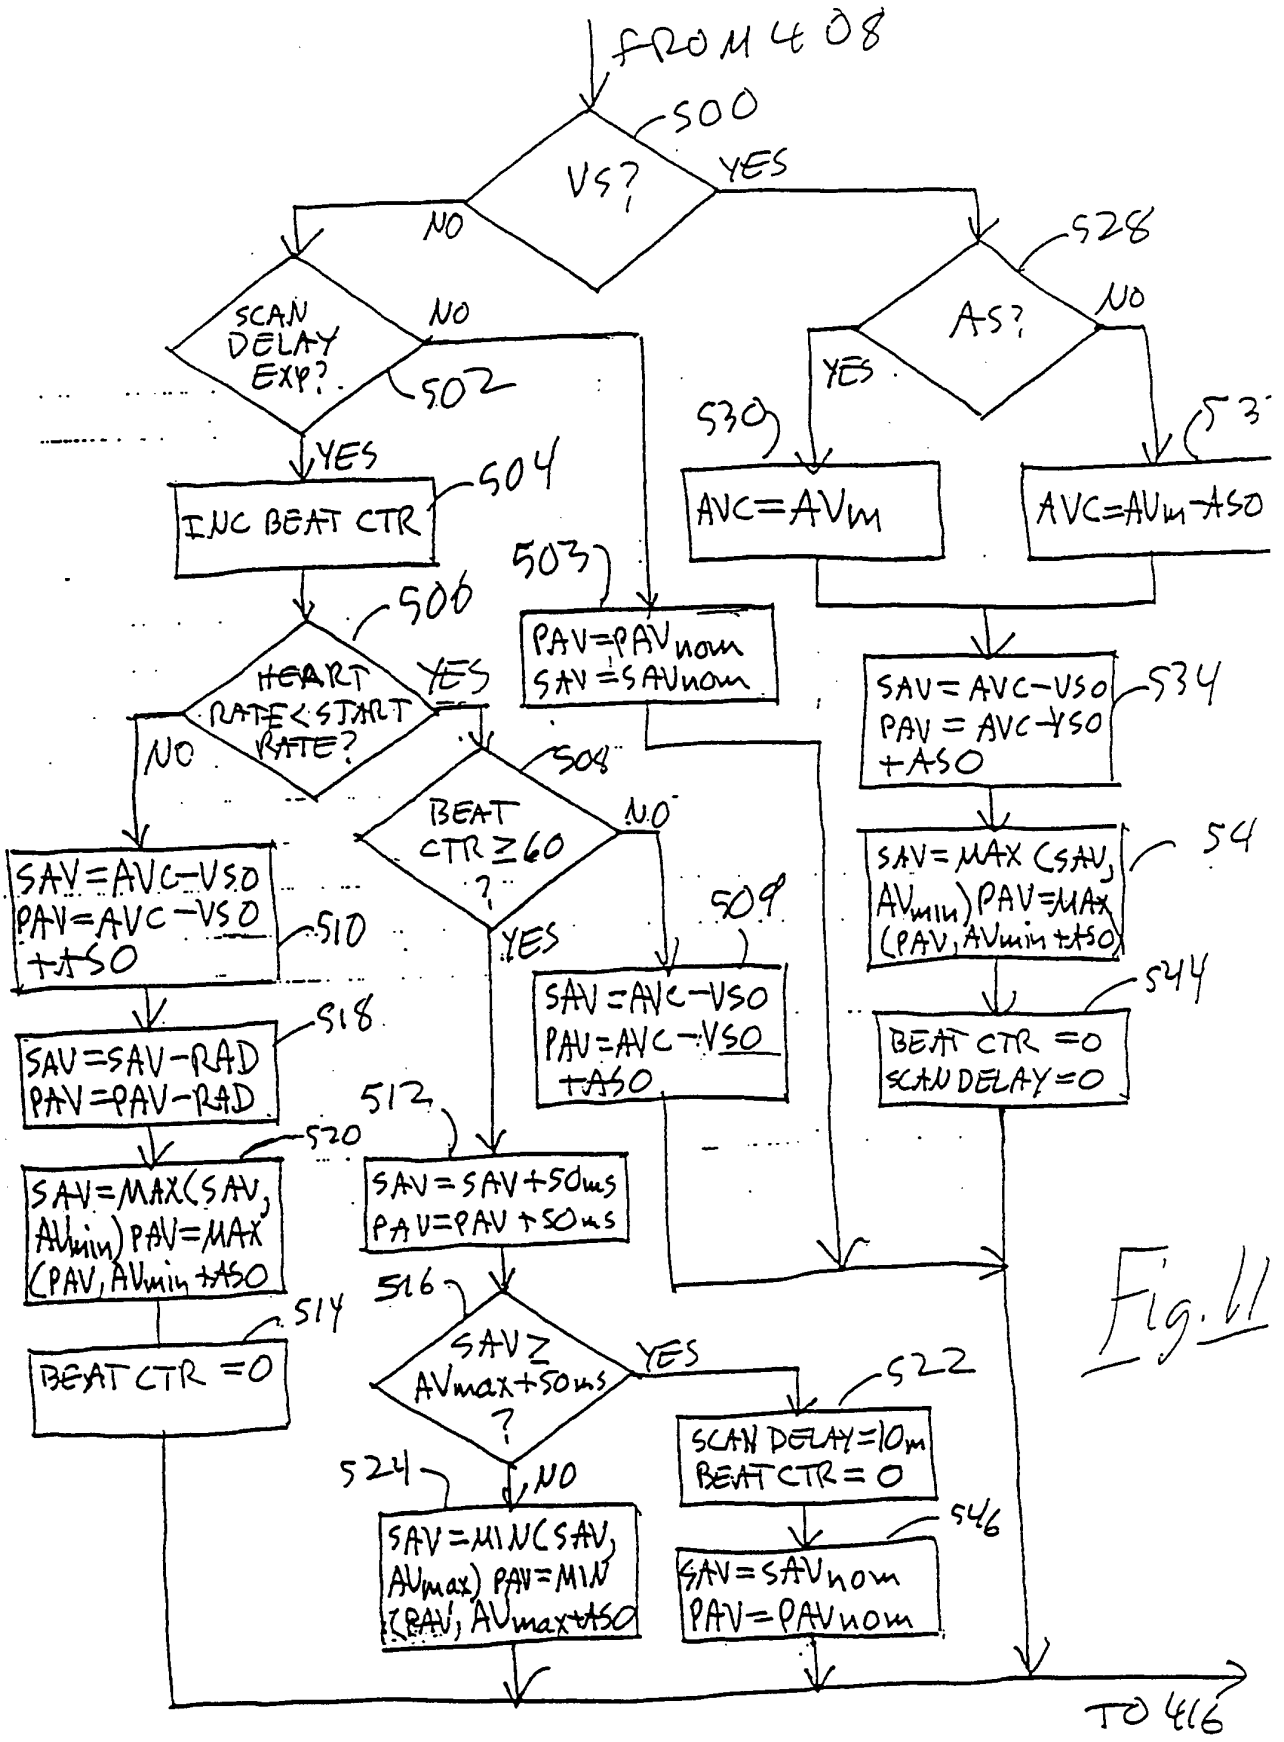 FROM 408
500
VS?
YES
NO
528
AS?
NO
YES
SCAN
DELAY
EXP?
NO
502
YES
530
53
AVC=AVm
AVC=AVm-ASO
504
INC BEAT CTR
503
PAV=PAVnom
SAV=SAVnom
506
HEART
RATE<START
RATE?
YES
NO
534
SAV=AVC-VSO
PAV=AVC-VSO
+ASO
508
BEAT
CTR≥60
?
NO
YES
54
SAV=MAX(SAV,
AVmin)PAV=MAX
(PAV,AVmin+ASO)
510
SAV=AVC-VSO
PAV=AVC-VSO
+ASO
509
SAV=AVC-VSO
PAV=AVC-VSO
+ASO
544
BEAT CTR=0
SCAN DELAY=0
518
SAV=SAV-RAD
PAV=PAV-RAD
512
SAV=SAV+50ms
PAV=PAV+50ms
520
SAV=MAX(SAV,
AVmin)PAV=MAX
(PAV,AVmin+ASO
516
SAV≥
AVmax+50ms
?
YES
NO
514
BEAT CTR=0
522
SCAN DELAY=10m
BEAT CTR=0
524
SAV=MIN(SAV,
AVmax)PAV=MIN
(PAV,AVmax+ASO
546
SAV=SAVnom
PAV=PAVnom
Fig.11
TO 416